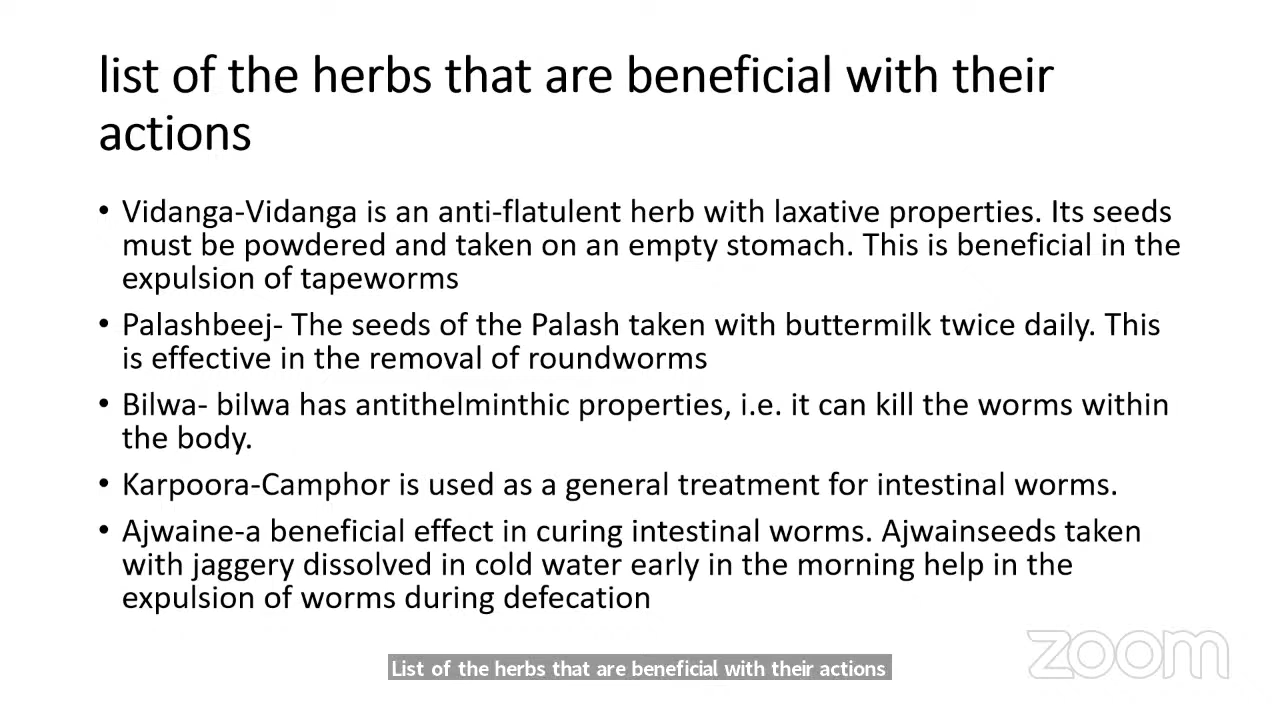 list of the herbs that are beneficial with their
actions
• Vidanga-Vidanga is an anti-flatulent herb with laxative properties. Its seeds
must be powdered and taken on an empty stomach. This is beneficial in the
expulsion of tapeworms
• Palashbeej- The seeds of the Palash taken with buttermilk twice daily. This
is effective in the removal of roundworms
• Bilwa- bilwa has antithelminthic properties, i.e. it can kill the worms within
the body.
• Karpoora-Camphor is used as a general treatment for intestinal worms.
• Ajwaine-a beneficial effect in curing intestinal worms. Ajwainseeds taken
with jaggery dissolved in cold water early in the morning help in the
expulsion of worms during defecation
zoom
List of the herbs that are beneficial with their actions